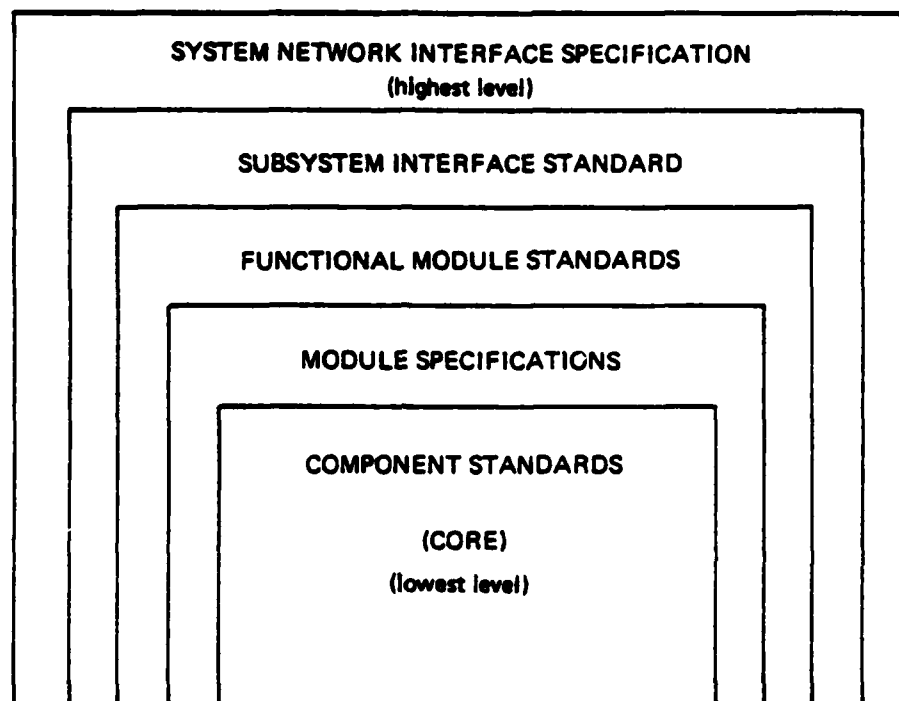 SYSTEM NETWORK INTERFACE SPECIFICATION
(highest level)
SUBSYSTEM INTERFACE STANDARD
FUNCTIONAL MODULE STANDARDS
MODULE SPECIFICATIONS
COMPONENT STANDARDS
(CORE)
(lowest level)